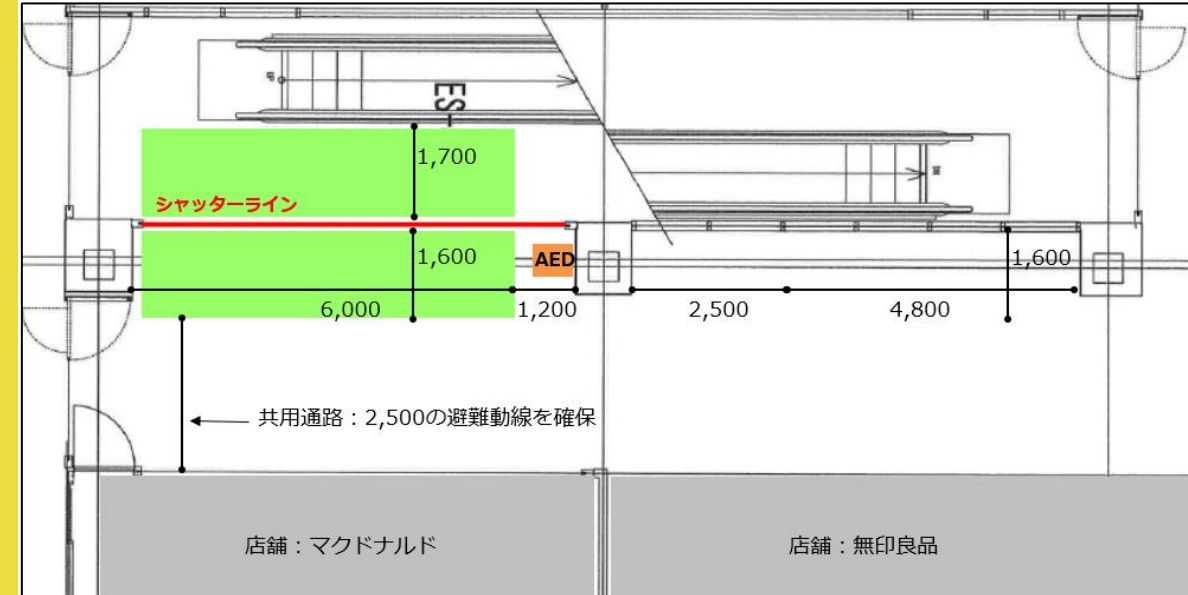 UP
ES-
1,700
DN
シャッターライン
1,600
AED
1,600
6,000
1,200
2,500
4,800
共用通路：2,500の避難動線を確保
店舗：マクドナルド
店舗：無印良品